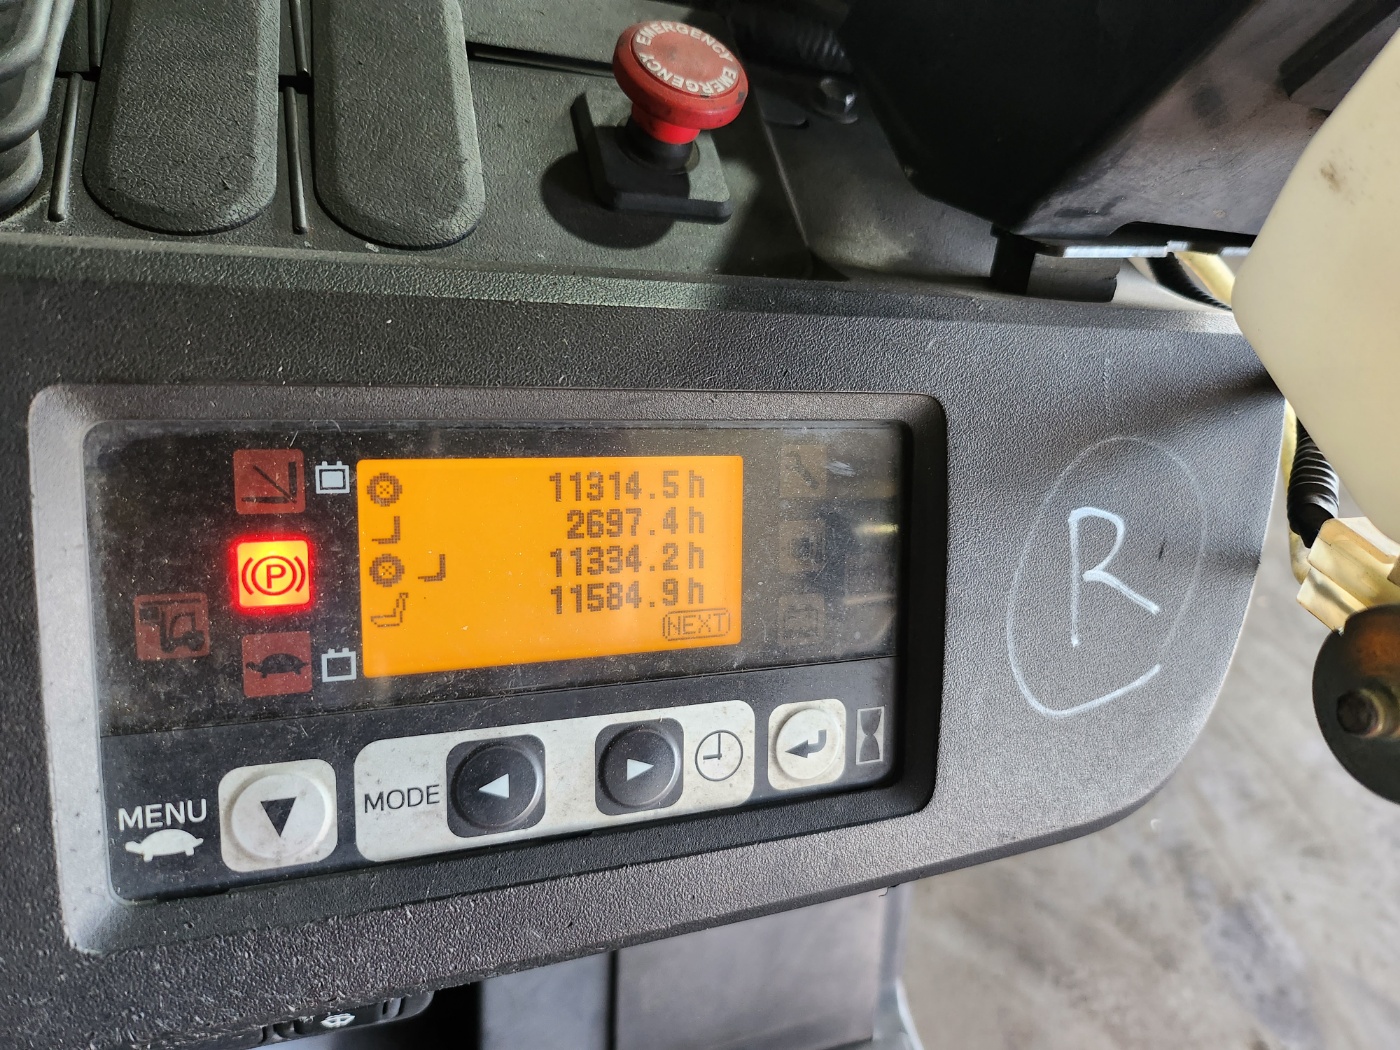 EMERGENCY EMERGENCY
11314.5h
2697.4h
11334.2h
11584.9h
NEXT
P
R
MENU
MODE